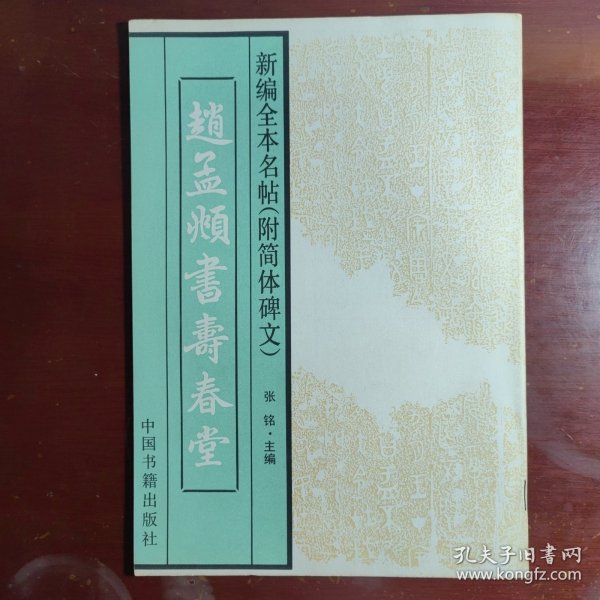 新编全本名帖(附简体碑文)
张铭·主编
趙孟頫書壽春堂
中国书籍出版社
孔夫子旧书网
www.kongfz.com